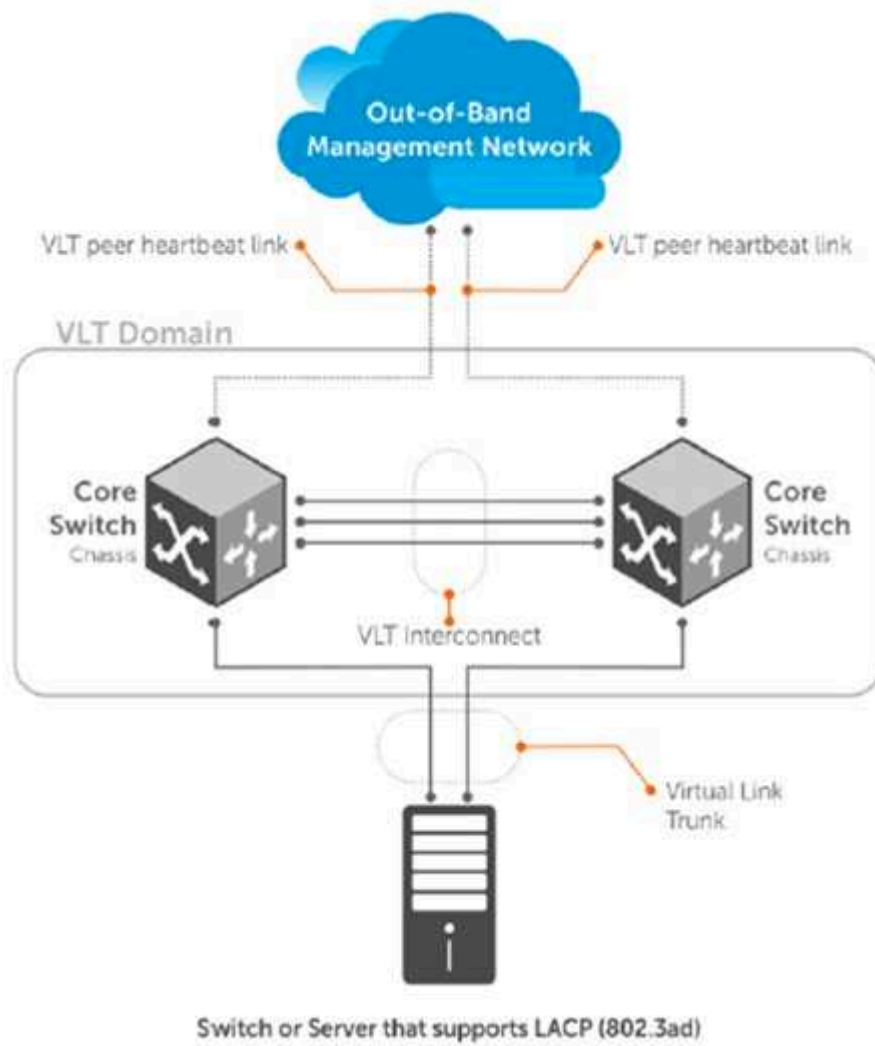 Out-of-Band
Management Network
VLT peer heartbeat link
VLT peer heartbeat link
VLT Domain
Core
Switch
Chassis
Core
Switch
Chassis
VLT Interconnect
Virtual Link
Trunk
Switch or Server that supports LACP (802.3ad)